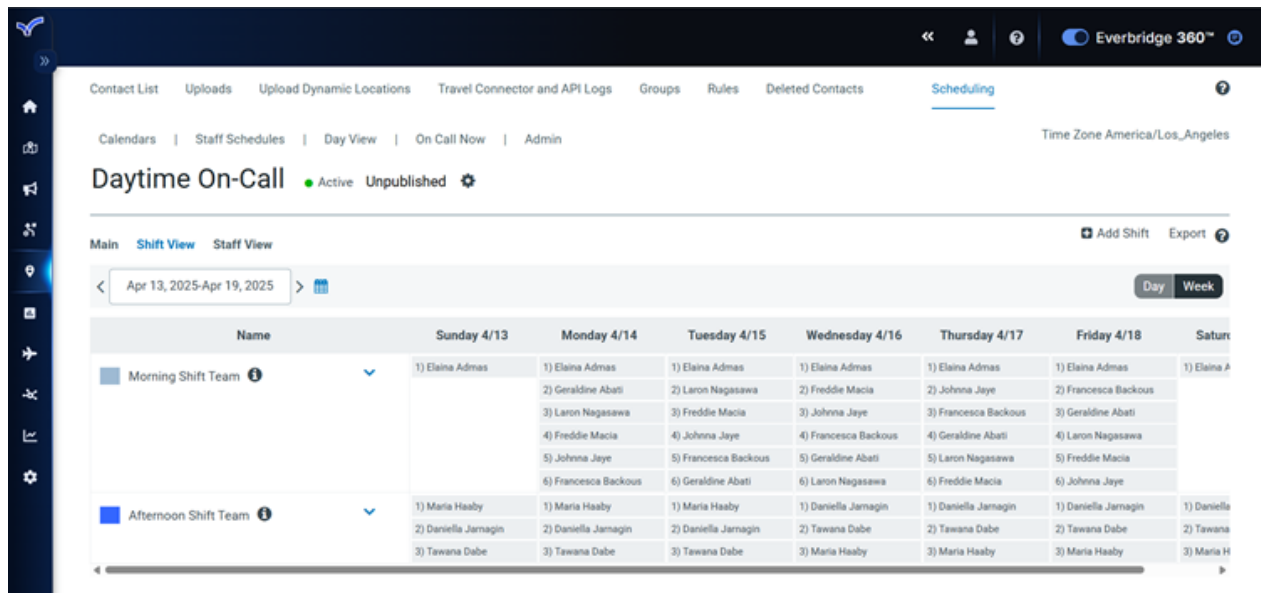 Everbridge 360™
Contact List Uploads Upload Dynamic Locations Travel Connector and API Logs Groups Rules Deleted Contacts Scheduling
Calendars | Staff Schedules | Day View | On Call Now | Admin Time Zone America/Los_Angeles
Daytime On-Call Active Unpublished
Main Shift View Staff View Add Shift Export
Apr 13, 2025-Apr 19, 2025 Day Week
Name Sunday 4/13 Monday 4/14 Tuesday 4/15 Wednesday 4/16 Thursday 4/17 Friday 4/18 Satur
Morning Shift Team 1) Elaina Admas 1) Elaina Admas 1) Elaina Admas 1) Elaina Admas 1) Elaina Admas 1) Elaina Admas 1) Elaina A
2) Geraldine Abati 2) Laron Nagasawa 2) Freddie Macia 2) Johnna Jaye 2) Francesca Backous
3) Laron Nagasawa 3) Freddie Macia 3) Johnna Jaye 3) Francesca Backous 3) Geraldine Abati
4) Freddie Macia 4) Johnna Jaye 4) Francesca Backous 4) Geraldine Abati 4) Laron Nagasawa
5) Johnna Jaye 5) Francesca Backous 5) Geraldine Abati 5) Laron Nagasawa 5) Freddie Macia
6) Francesca Backous 6) Geraldine Abati 6) Laron Nagasawa 6) Freddie Macia 6) Johnna Jaye
Afternoon Shift Team 1) Maria Haaby 1) Maria Haaby 1) Maria Haaby 1) Daniella Jarnagin 1) Daniella Jarnagin 1) Daniella Jarnagin 1) Daniella
2) Daniella Jarnagin 2) Daniella Jarnagin 2) Daniella Jarnagin 2) Tawana Dabe 2) Tawana Dabe 2) Tawana Dabe 2) Tawana
3) Tawana Dabe 3) Tawana Dabe 3) Tawana Dabe 3) Maria Haaby 3) Maria Haaby 3) Maria Haaby 3) Maria H